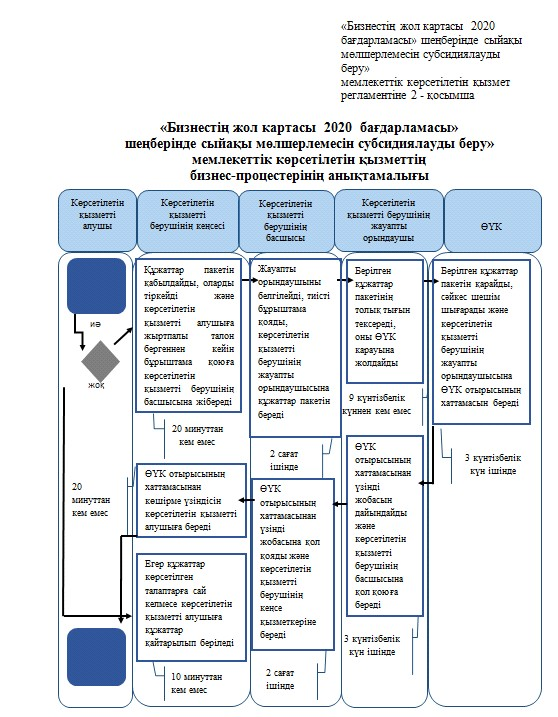 «Бизнестің жол картасы 2020
бағдарламасы» шеңберінде сыйақы
мөлшерлемесін субсидиялауды
беру»
мемлекеттік көрсетілетін қызмет
регламентіне 2 - қосымша
«Бизнестің жол картасы 2020 бағдарламасы»
шеңберінде сыйақы мөлшерлемесін субсидиялауды беру»
мемлекеттік көрсетілетін қызметтің
бизнес-процестерінің анықтамалығы
Көрсетілетін
қызметті
алушы
Көрсетілетін
қызметті
берушінің кеңсесі
Көрсетілетін
қызметті
берушінің
басшысы
Көрсетілетін
қызметті берушінің
жауапты
орындаушы
ӨҮК
иә
жоқ
Құжаттар пакетін
қабылдайды, оларды
тіркейді және
көрсетілетін
қызметті алушыға
жыртпалы талон
бергеннен кейін
бұрыштама қоюға
көрсетілетін
қызметті берушінің
басшысына жібереді
20 минуттан
кем емес
Жауапты
орындаушыны
белгілейді, тиісті
бұрыштама
қояды,
көрсетілетін
қызметті
берушінің
жауапты
орындаушысына
құжаттар пакетін
береді
2 сағат
ішінде
Берілген
құжаттар
пакетінің
толық тығын
тексереді,
оны ӨҮК
қарауына
жолдайды
9 күнтізбелік
күннен кем емес
Берілген құжаттар
пакетін қарайды,
сәйкес шешім
шығарады және
көрсетілетін
қызметті
берушінің
жауапты
орындаушысына
ӨҮК отырысының
хаттамасын береді
3 күнтізбелік
күн ішінде
ӨҮК
отырысының
хаттамасынан
үзінді
жобасын
дайындайды
және
көрсетілетін
қызметті
берушінің
басшысына
қол қоюға
береді
3 күнтізбелік
күн ішінде
ӨҮК
отырысының
хаттамасынан
үзінді
жобасына қол
қояды және
көрсетілетін
қызметті
берушінің
кеңсе
қызметкеріне
береді
2 сағат
ішінде
ӨҮК отырысының
хаттамасынан
көшірме үзіндісін
көрсетілетін қызметті
алушыға береді
20
минуттан
кем емес
Егер құжаттар
көрсетілген
талаптарға сай
келмесе көрсетілетін
қызметті алушыға
құжаттар
қайтарылып беріледі
10 минуттан
кем емес